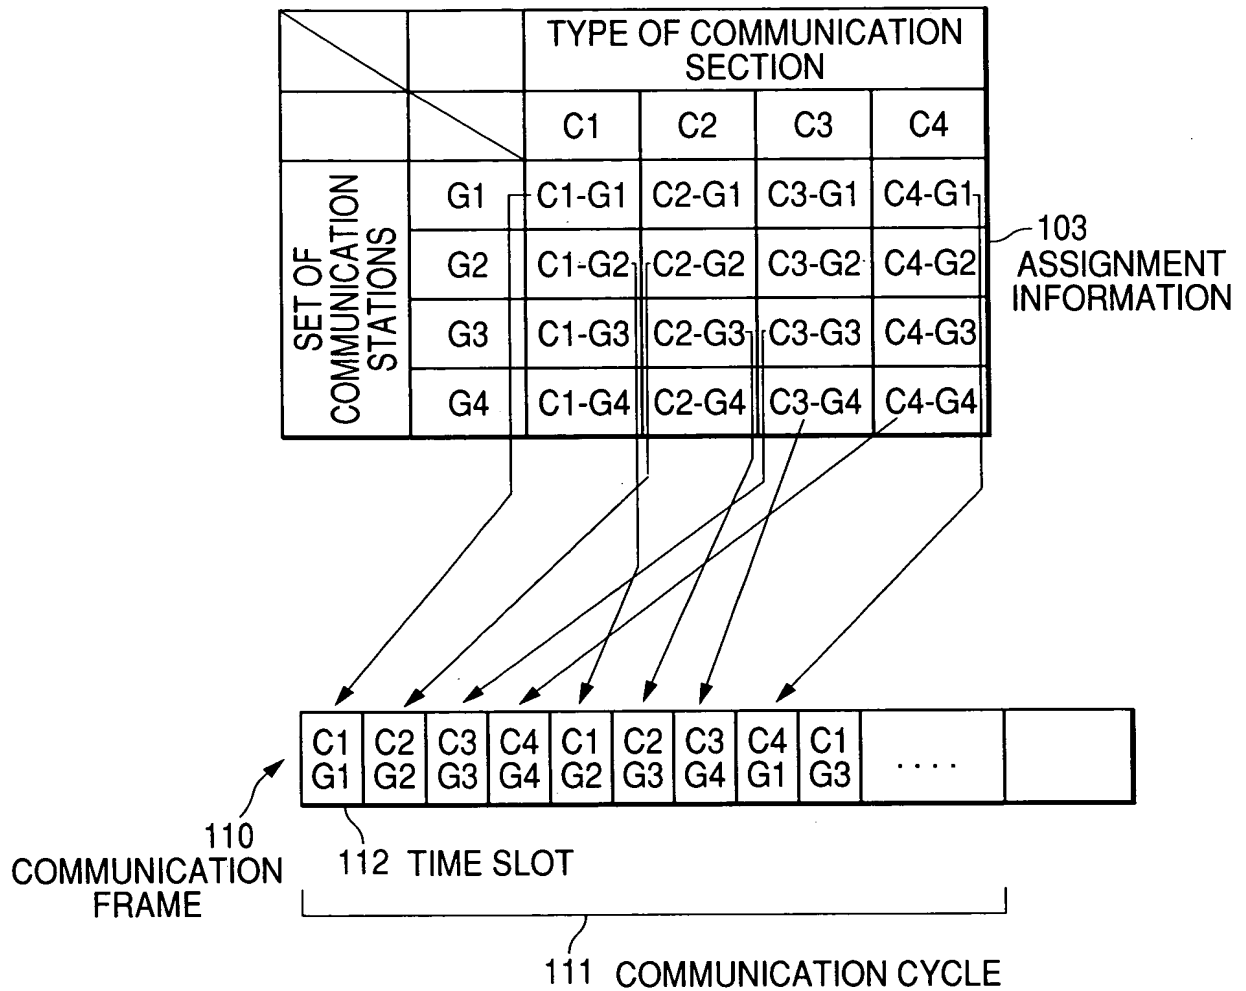 TYPE OF COMMUNICATION
SECTION
C1 C2 C3 C4
SET OF
COMMUNICATION
STATIONS
G1 C1-G1 C2-G1 C3-G1 C4-G1
G2 C1-G2 C2-G2 C3-G2 C4-G2
G3 C1-G3 C2-G3 C3-G3 C4-G3
G4 C1-G4 C2-G4 C3-G4 C4-G4
103
ASSIGNMENT
INFORMATION
C1 C2 C3 C4 C1 C2 C3 C4 C1
G1 G2 G3 G4 G2 G3 G4 G1 G3
. . . .
110
COMMUNICATION
FRAME
112 TIME SLOT
111 COMMUNICATION CYCLE